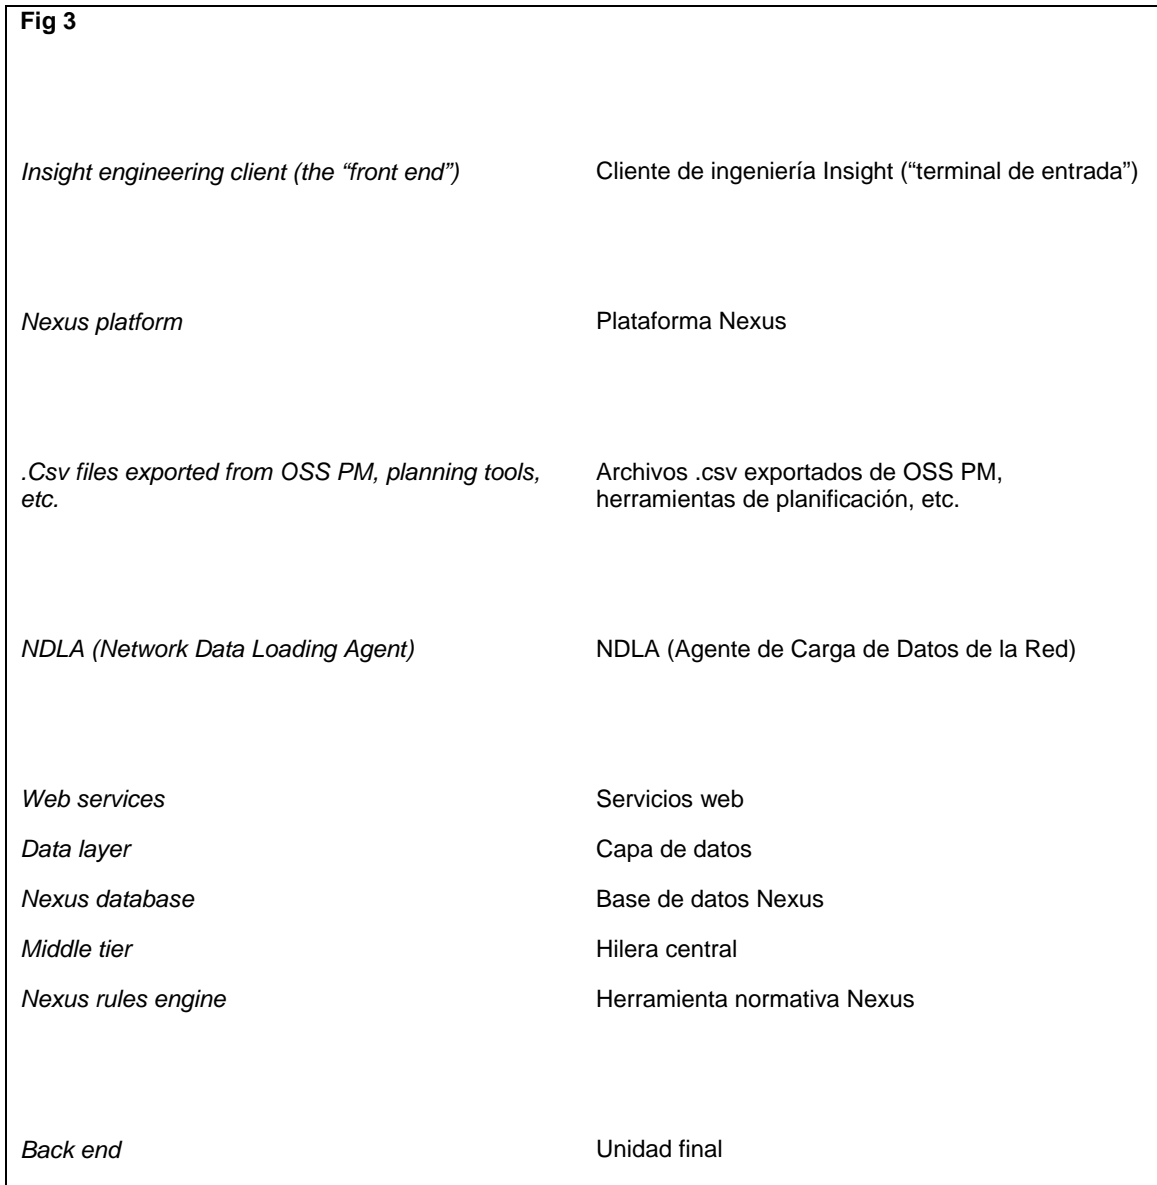 Fig 3
Insight engineering client (the “front end”) Cliente de ingeniería Insight (“terminal de entrada”)
Nexus platform Plataforma Nexus
.Csv files exported from OSS PM, planning tools, Archivos .csv exportados de OSS PM,
etc. herramientas de planificación, etc.
NDLA (Network Data Loading Agent) NDLA (Agente de Carga de Datos de la Red)
Web services Servicios web
Data layer Capa de datos
Nexus database Base de datos Nexus
Middle tier Hilera central
Nexus rules engine Herramienta normativa Nexus
Back end Unidad final